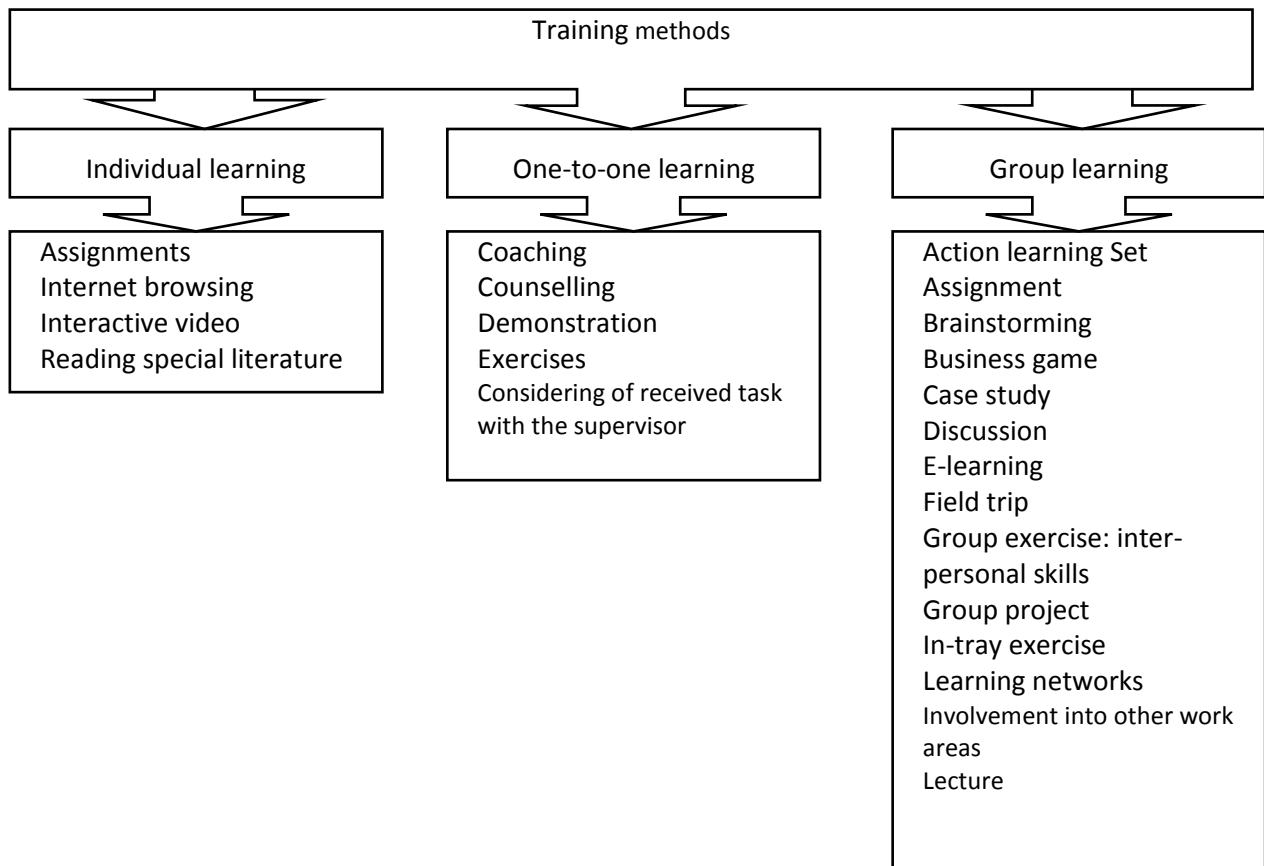 Training methods
Individual learning
One-to-one learning
Group learning
Assignments
Internet browsing
Interactive video
Reading special literature
Coaching
Counselling
Demonstration
Exercises
Considering of received task
with the supervisor
Action learning Set
Assignment
Brainstorming
Business game
Case study
Discussion
E-learning
Field trip
Group exercise: inter-
personal skills
Group project
In-tray exercise
Learning networks
Involvement into other work
areas
Lecture